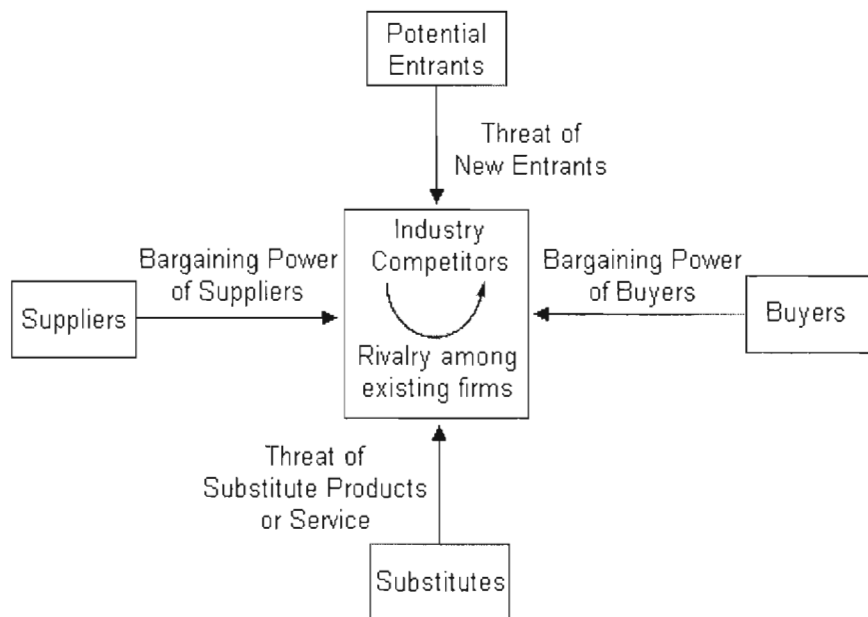 Potential
Entrants
Threat of
New Entrants
Industry
Competitors
Bargaining Power
of Suppliers
Bargaining Power
of Buyers
Suppliers
Buyers
Rivalry among
existing firms
Threat of
Substitute Products
or Service
Substitutes